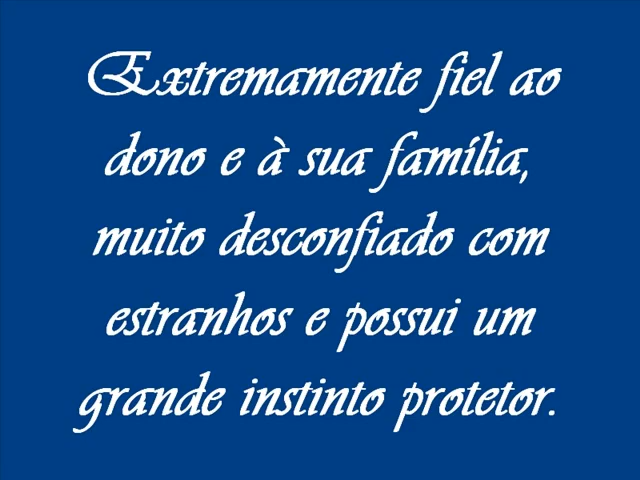 Extremamente fiel ao
dono e à sua família,
muito desconfiado com
estranhos e possui um
grande instinto protetor.